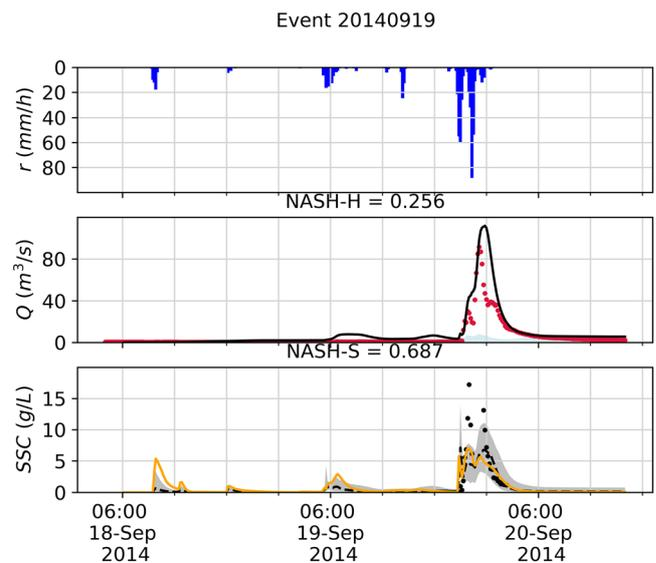 Event 20140919
0
20
40
60
80
r (mm/h)
NASH-H = 0.256
80
40
0
Q (m³/s)
NASH-S = 0.687
15
10
5
0
SSC (g/L)
06:00
18-Sep
2014
06:00
19-Sep
2014
06:00
20-Sep
2014